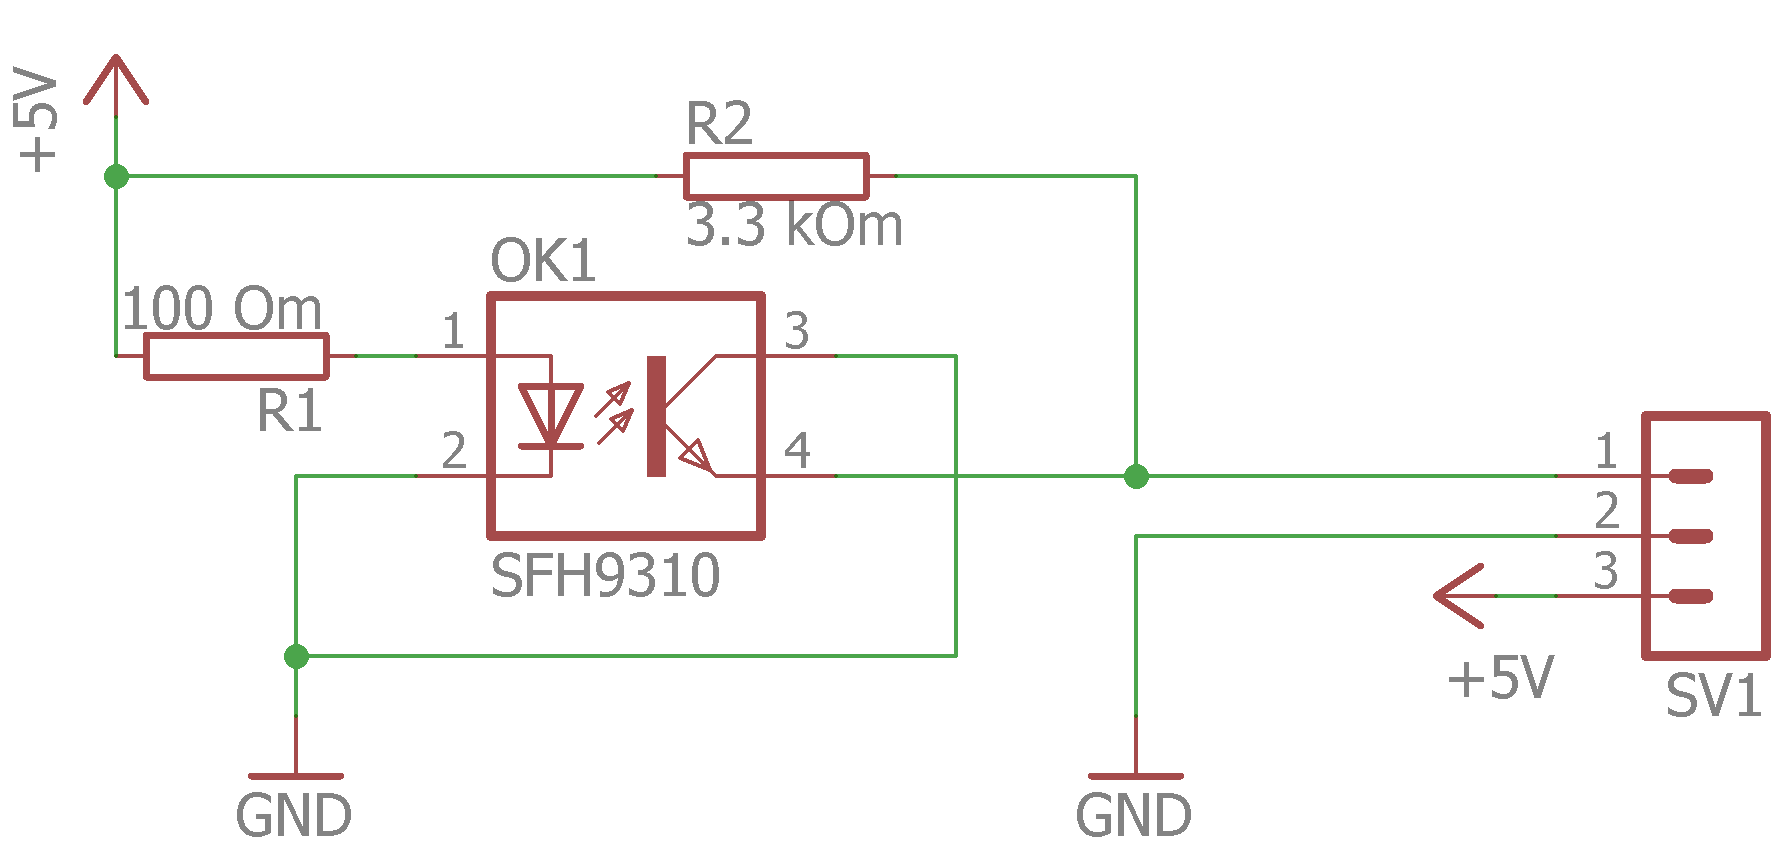 +5V
R2
3.3 kOm
OK1
100 Om
R1
1
2
3
4
SFH9310
1
2
3
+5V
SV1
GND
GND